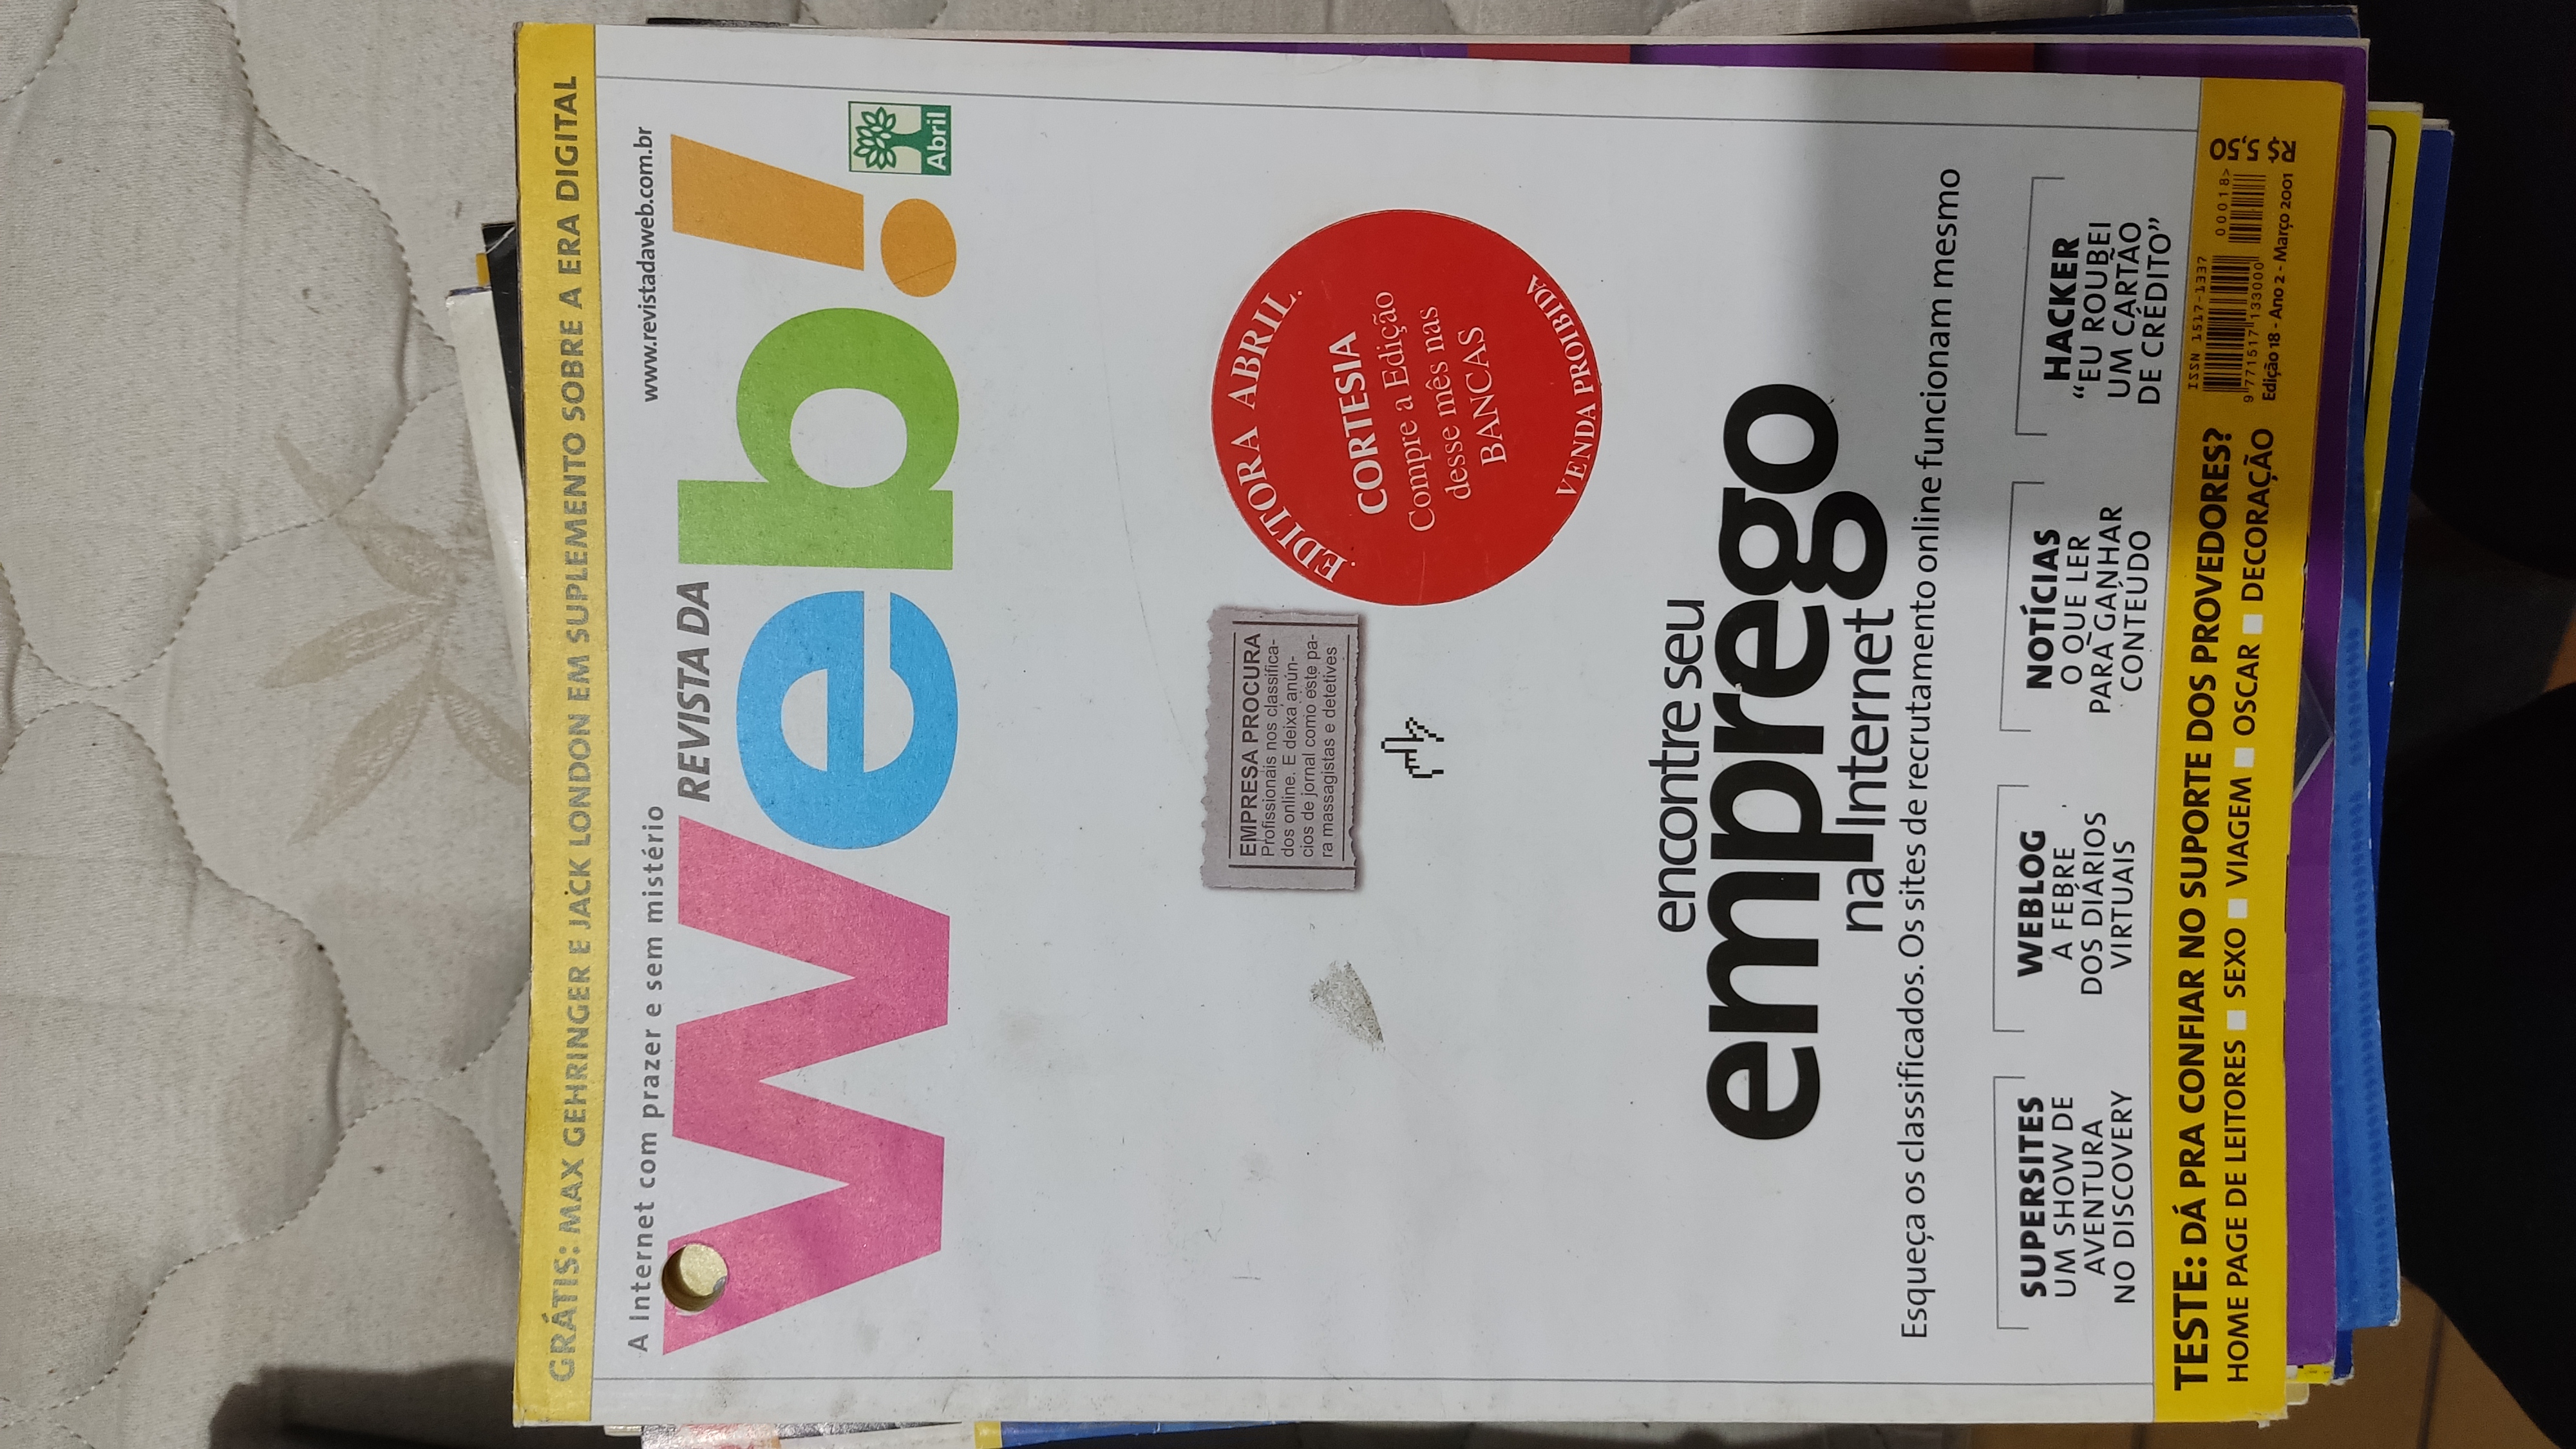 GRÁTIS: MAX GEHRINGER E JACK LONDON EM SUPLEMENTO SOBRE A ERA DIGITAL
A Internet com prazer e sem mistério
www.revistadaweb.com.br
REVISTA DA
Web!
Abril
EMPRESA PROCURA
Profissionais nos classifica-
dos online. E deixa anún-
cios de jornal como este pa-
ra massagistas e detetives
EDITORA ABRIL
CORTESIA
Compre a Edição
desse mês nas
BANCAS
VENDA PROIBIDA
encontre seu
emprego
na Internet
Esqueça os classificados. Os sites de recrutamento online funcionam mesmo
SUPERSITES
UM SHOW DE
AVENTURA
NO DISCOVERY
WEBLOG
A FEBRE
DOS DIÁRIOS
VIRTUAIS
NOTÍCIAS
O QUE LER
PARA GANHAR
CONTEÚDO
HACKER
“EU ROUBEI
UM CARTÃO
DE CRÉDITO”
TESTE: DÁ PRA CONFIAR NO SUPORTE DOS PROVEDORES?
HOME PAGE DE LEITORES ■ SEXO ■ VIAGEM ■ OSCAR ■ DECORAÇÃO
ISSN 1517-1337
00018>
9 771517 133000
Edição 18 - Ano 2 - Março 2001
R$ 5,50